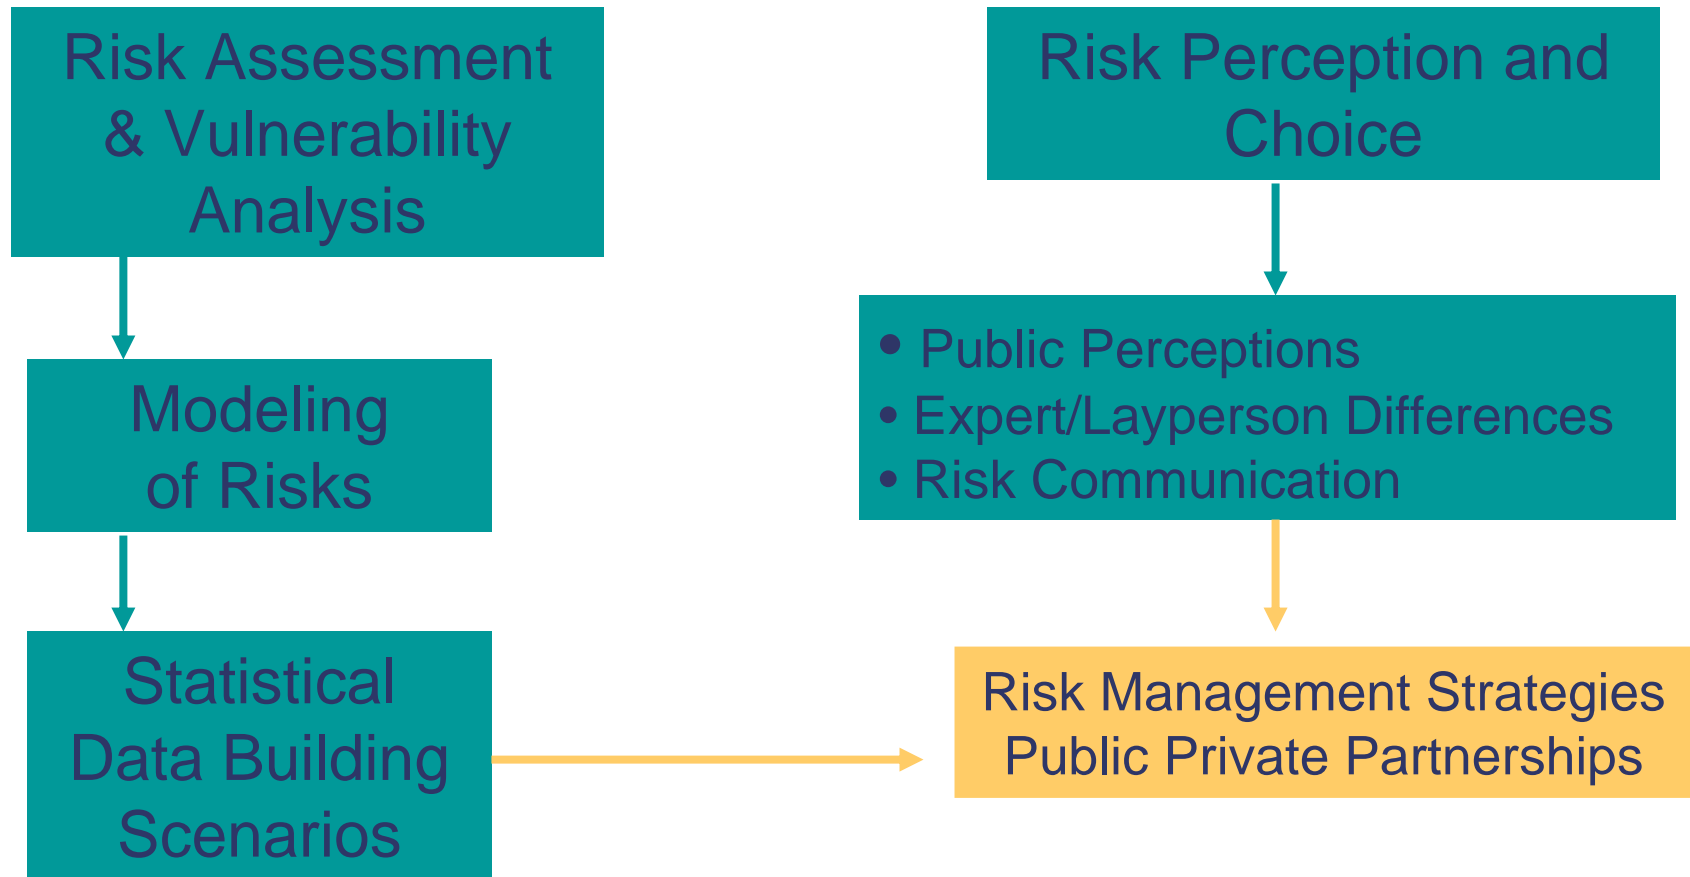 Risk Assessment
& Vulnerability
Analysis
Modeling
of Risks
Statistical
Data Building
Scenarios
Risk Perception and
Choice
• Public Perceptions
• Expert/Layperson Differences
• Risk Communication
Risk Management Strategies
Public Private Partnerships